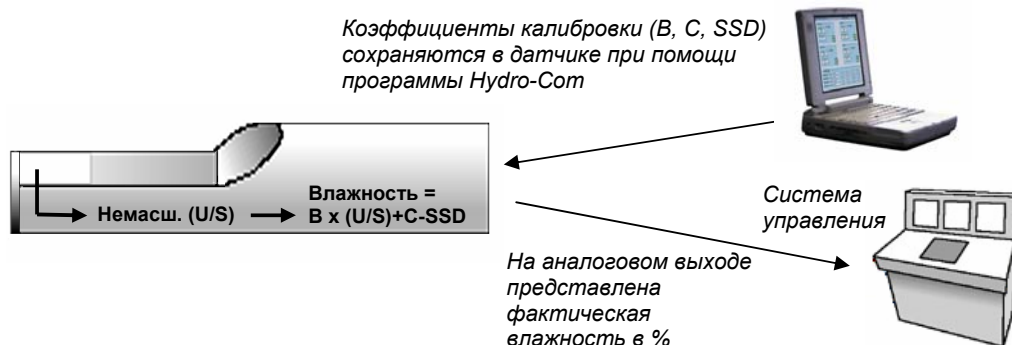 Коэффициенты калибровки (B, C, SSD)
сохраняются в датчике при помощи
программы Hydro-Com
Влажность =
Немасш. (U/S)
B x (U/S)+C-SSD
Система
управления
На аналоговом выходе
представлена
фактическая
влажность в %